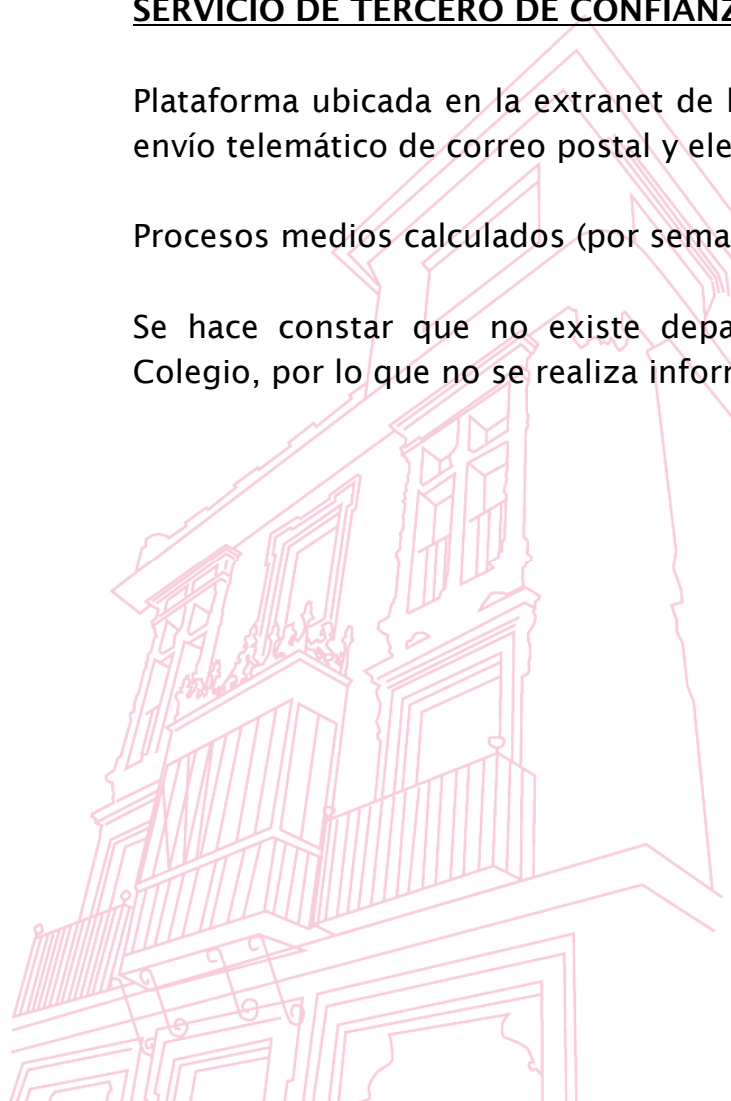 SERVICIO DE TERCERO DE CONFIANZ
Plataforma ubicada en la extranet de
envío telemático de correo postal y ele
Procesos medios calculados (por sema
Se hace constar que no existe depa
Colegio, por lo que no se realiza infor